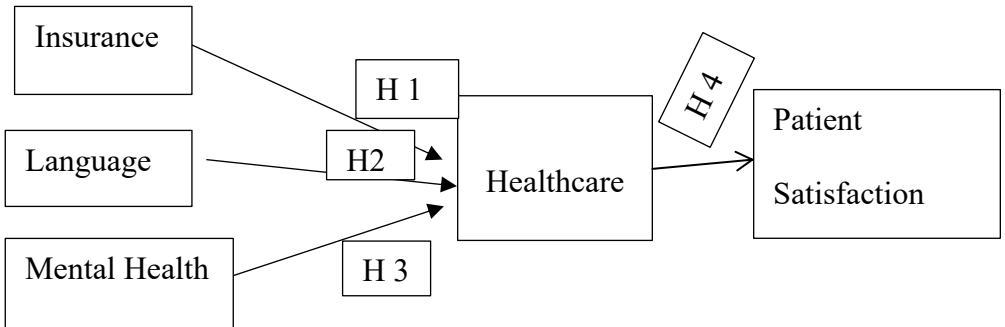 Insurance
H 1
H 4
Patient
Satisfaction
Language
H2
Healthcare
Mental Health
H 3